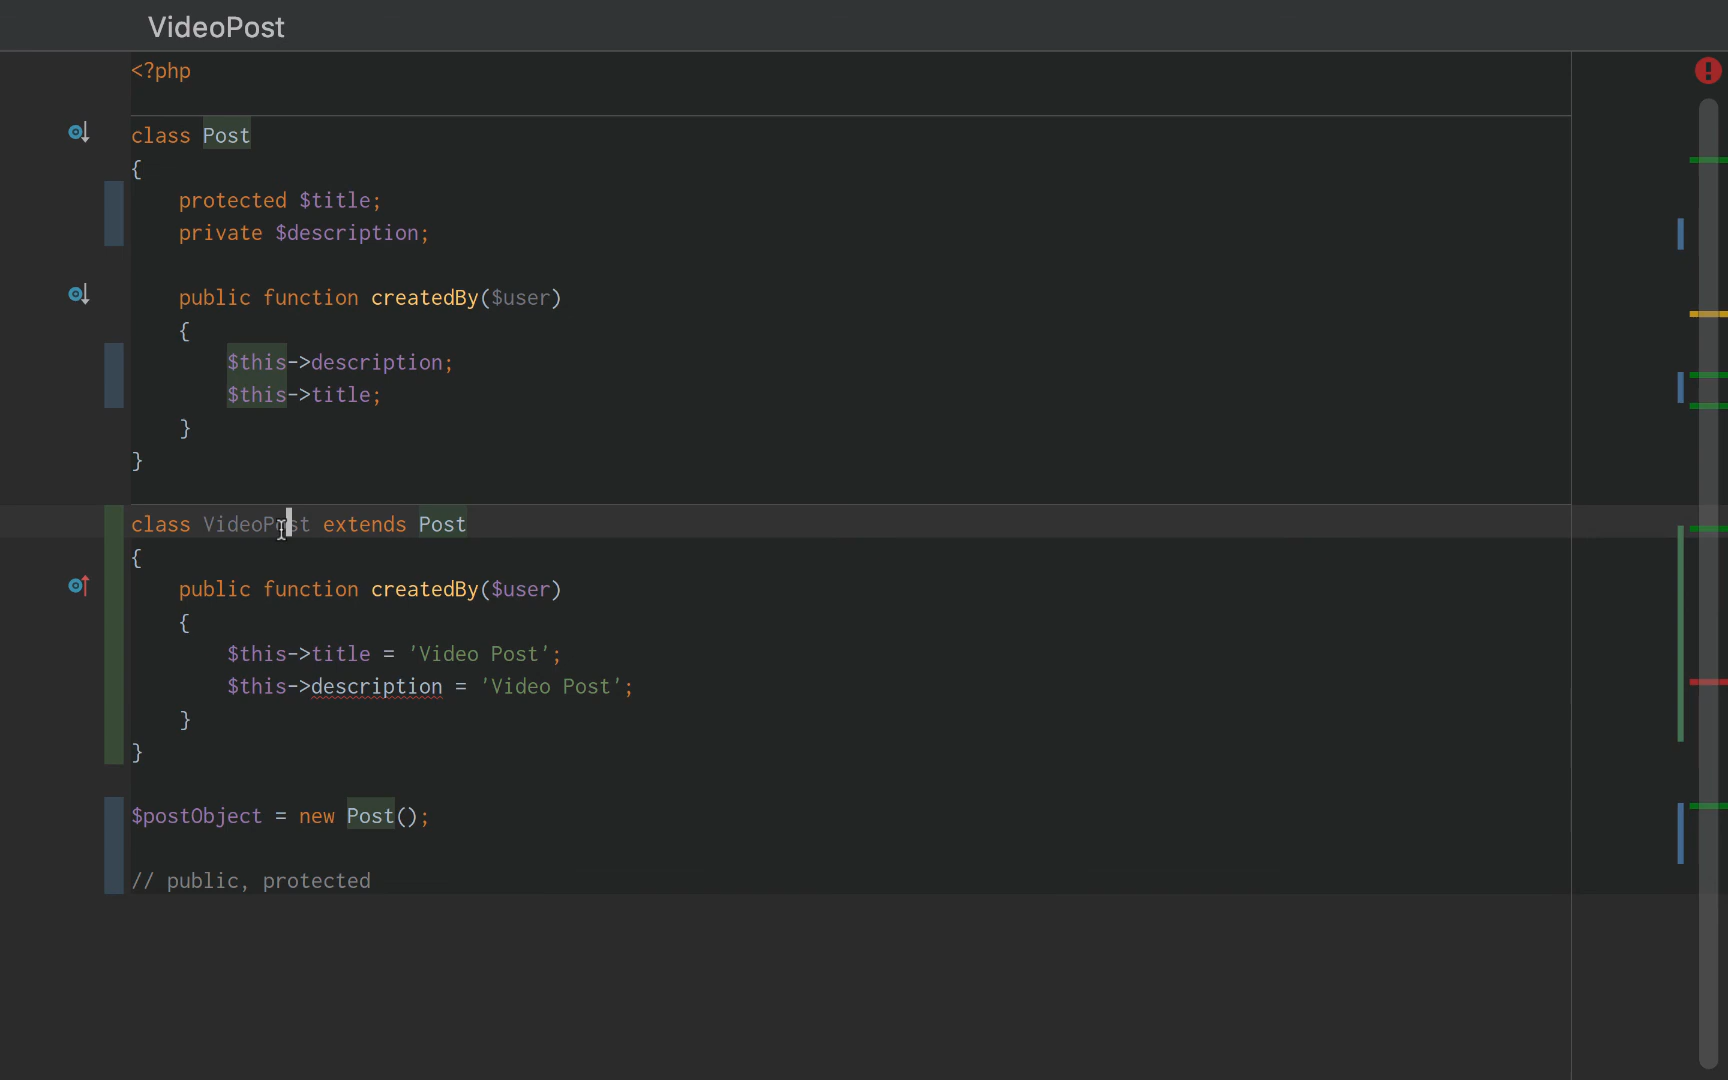 VideoPost
<?php
class Post
{
    protected $title;
    private $description;
    public function createdBy($user)
    {
        $this->description;
        $this->title;
    }
}
class VideoPost extends Post
{
    public function createdBy($user)
    {
        $this->title = 'Video Post';
        $this->description = 'Video Post';
    }
}
$postObject = new Post();
// public, protected